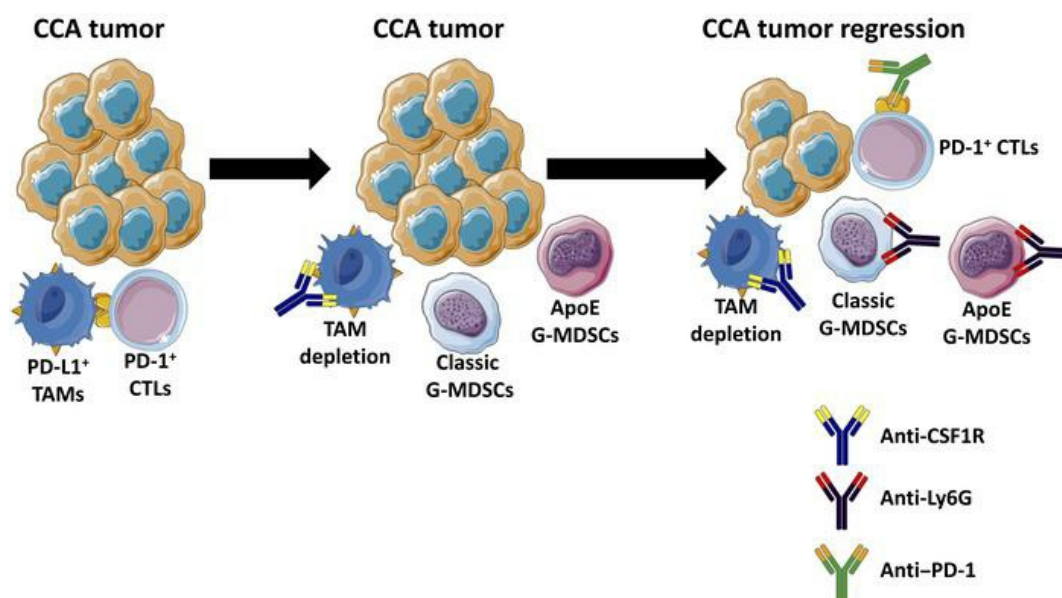 CCA tumor
CCA tumor
CCA tumor regression
PD-1⁺ CTLs
PD-L1⁺
TAMs
PD-1⁺
CTLs
TAM
depletion
Classic
G-MDSCs
ApoE
G-MDSCs
TAM
depletion
Classic
G-MDSCs
ApoE
G-MDSCs
Anti-CSF1R
Anti-Ly6G
Anti–PD-1